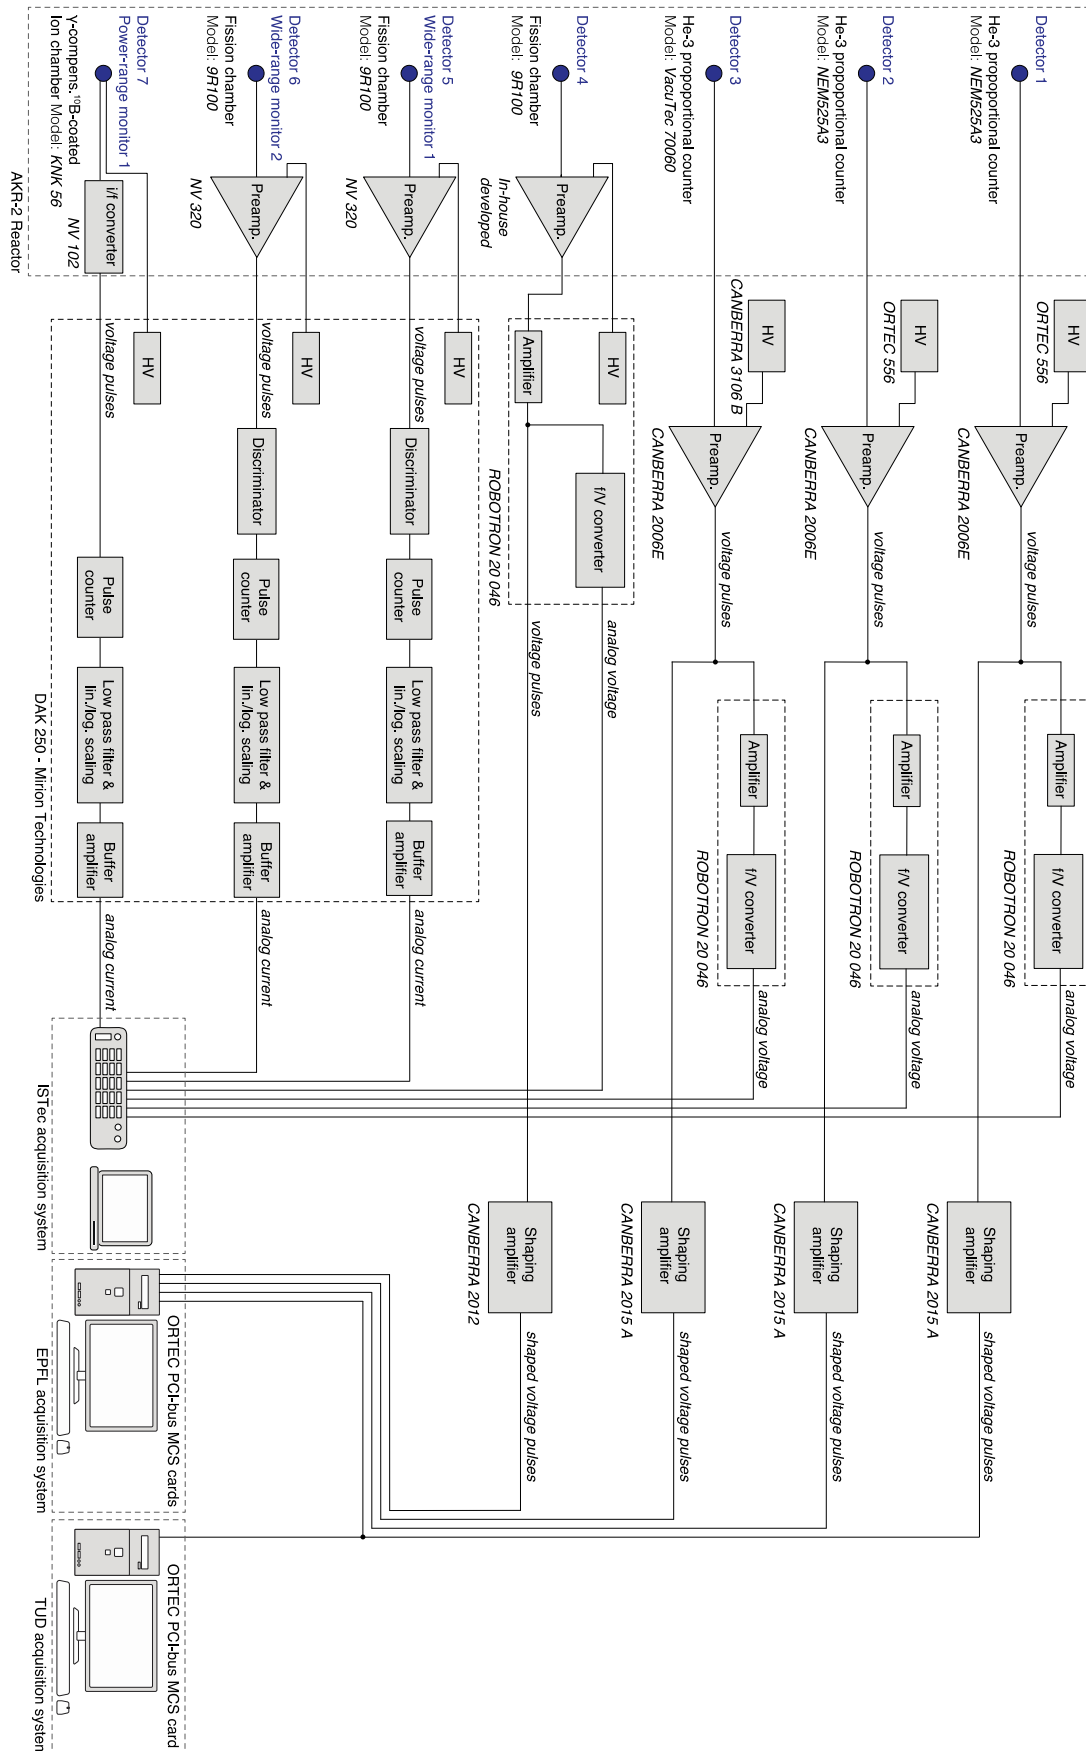 Detector 1
He-3 proportional counter
Model: NEM525A3
HV
ORTEC 556
Preamp.
CANBERRA 2006E
voltage pulses
Amplifier
f/V converter
ROBOTRON 20 046
analog voltage
Shaping
amplifier
CANBERRA 2015 A
shaped voltage pulses
Detector 2
He-3 proportional counter
Model: NEM525A3
HV
ORTEC 556
Preamp.
CANBERRA 2006E
voltage pulses
Amplifier
f/V converter
ROBOTRON 20 046
analog voltage
Shaping
amplifier
CANBERRA 2015 A
shaped voltage pulses
Detector 3
He-3 proportional counter
Model: VacuTec 70060
HV
CANBERRA 3106 B
Preamp.
CANBERRA 2006E
voltage pulses
Amplifier
f/V converter
ROBOTRON 20 046
analog voltage
Shaping
amplifier
CANBERRA 2015 A
shaped voltage pulses
Detector 4
Fission chamber
Model: 9R100
Preamp.
In-house
developed
HV
Amplifier
f/V converter
ROBOTRON 20 046
analog voltage
voltage pulses
Shaping
amplifier
CANBERRA 2012
shaped voltage pulses
Detector 5
Wide-range monitor 1
Fission chamber
Model: 9R100
Preamp.
NV 320
HV
voltage pulses
Discriminator
Pulse
counter
Low pass filter &
lin./log. scaling
Buffer
amplifier
analog current
Detector 6
Wide-range monitor 2
Fission chamber
Model: 9R100
Preamp.
NV 320
HV
voltage pulses
Discriminator
Pulse
counter
Low pass filter &
lin./log. scaling
Buffer
amplifier
analog current
Detector 7
Power-range monitor 1
γ-compens. ¹⁰B-coated
Ion chamber Model: KNK 56
i/f converter
NV 102
HV
voltage pulses
Pulse
counter
Low pass filter &
lin./log. scaling
Buffer
amplifier
analog current
AKR-2 Reactor
DAK 250 - Mirion Technologies
ISTec acquisition system
ORTEC PCI-bus MCS cards
EPFL acquisition system
ORTEC PCI-bus MCS card
TUD acquisition system